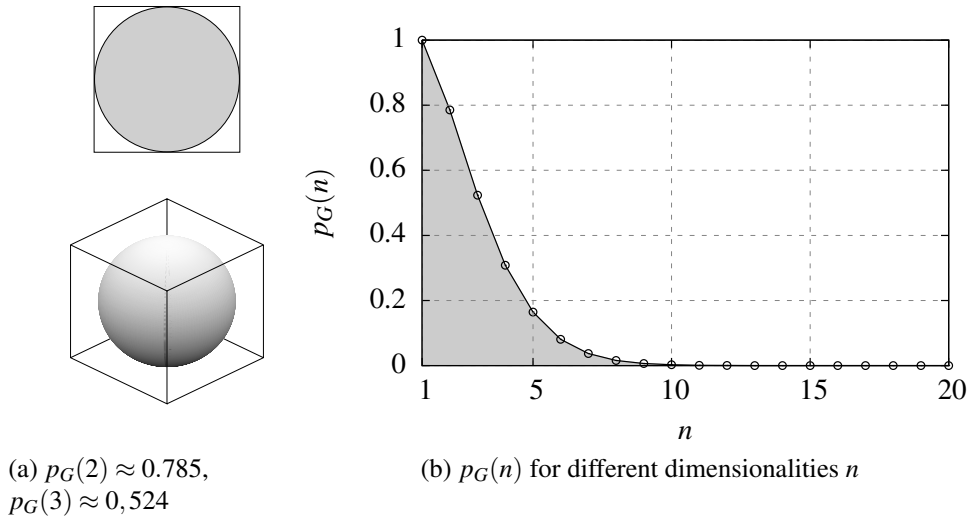 1
0.8
0.6
0.4
0.2
0
p_G(n)
1 5 10 15 20
n
(a) p_G(2) ≈ 0.785,
p_G(3) ≈ 0,524
(b) p_G(n) for different dimensionalities n